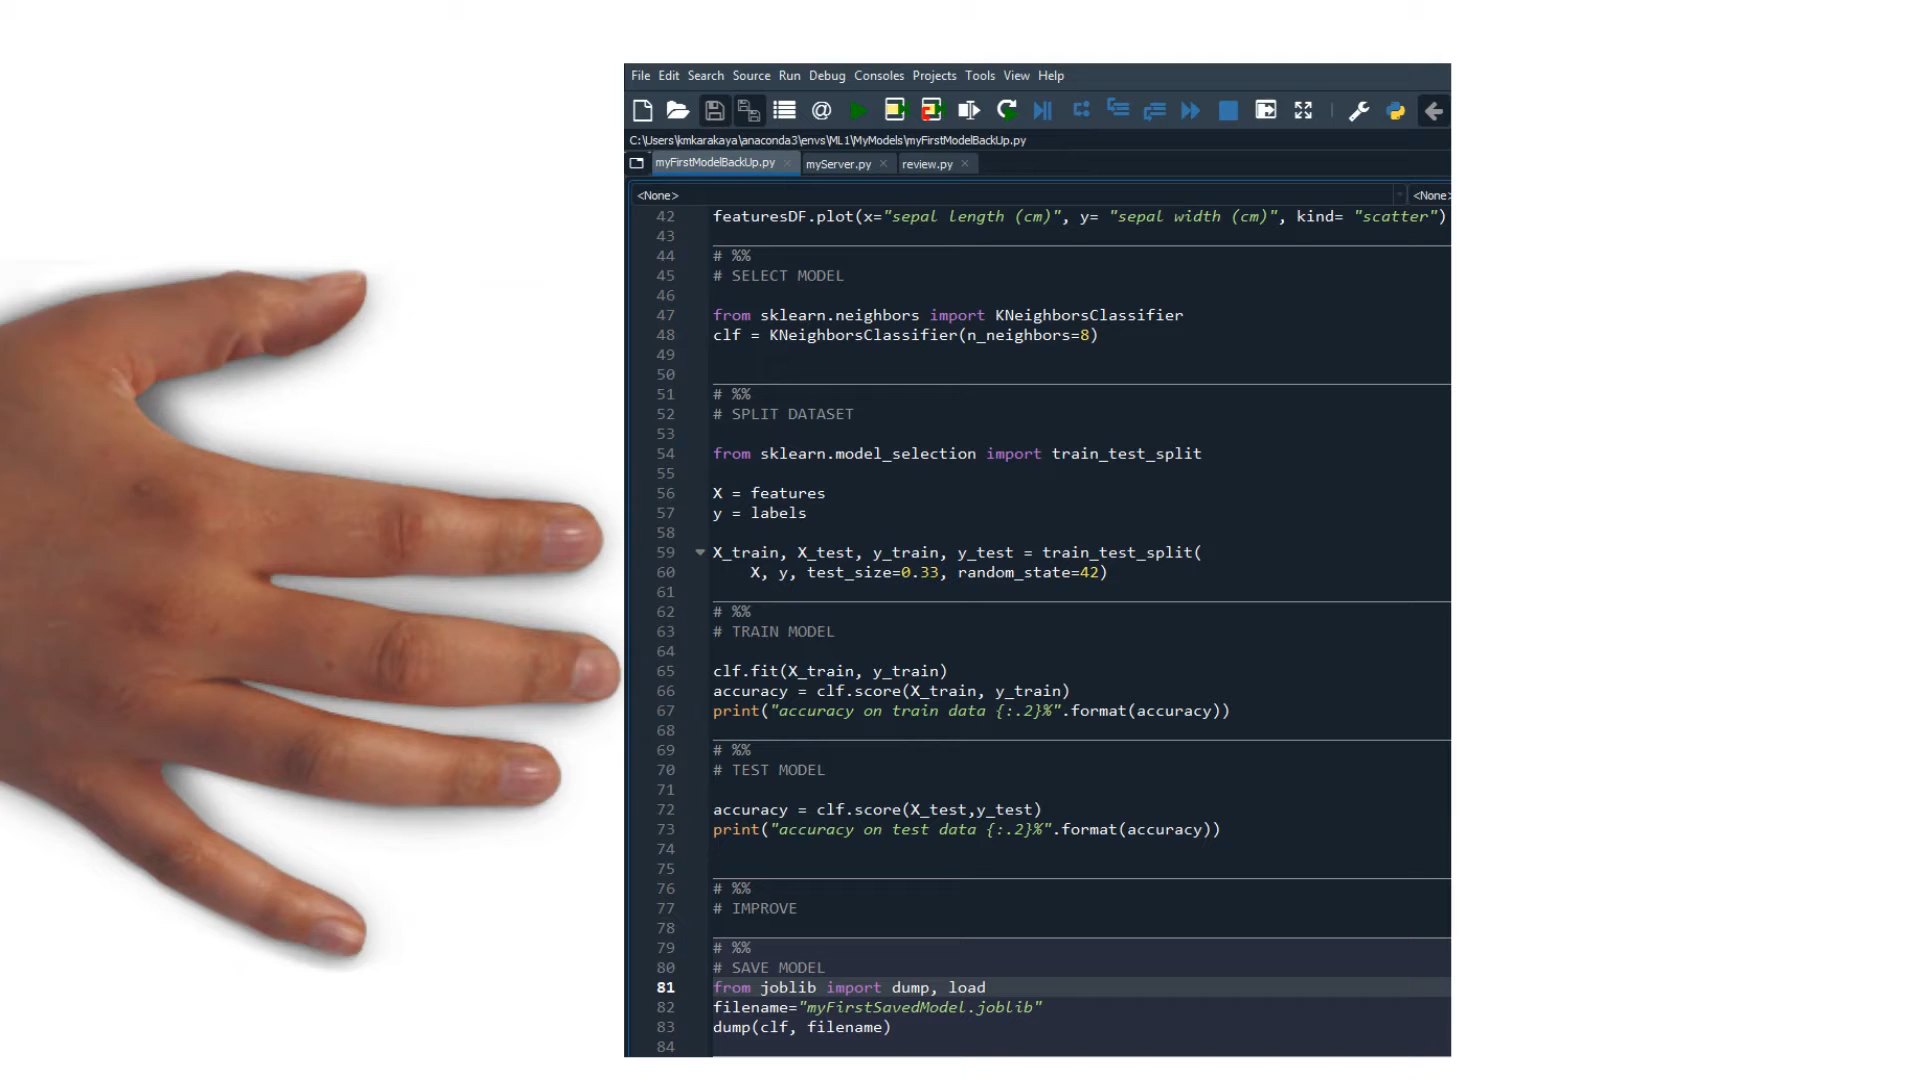 File Edit Search Source Run Debug Consoles Projects Tools View Help
C:\Users\kmkarakaya\anaconda3\envs\ML1\MyModels\myFirstModelBackUp.py
myFirstModelBackUp.py myServer.py review.py
<None> <None>
42 featuresDF.plot(x="sepal length (cm)", y= "sepal width (cm)", kind= "scatter")
43
44 # %%
45 # SELECT MODEL
46
47 from sklearn.neighbors import KNeighborsClassifier
48 clf = KNeighborsClassifier(n_neighbors=8)
49
50
51 # %%
52 # SPLIT DATASET
53
54 from sklearn.model_selection import train_test_split
55
56 X = features
57 y = labels
58
59 X_train, X_test, y_train, y_test = train_test_split(
60 X, y, test_size=0.33, random_state=42)
61
62 # %%
63 # TRAIN MODEL
64
65 clf.fit(X_train, y_train)
66 accuracy = clf.score(X_train, y_train)
67 print("accuracy on train data {:.2}%".format(accuracy))
68
69 # %%
70 # TEST MODEL
71
72 accuracy = clf.score(X_test,y_test)
73 print("accuracy on test data {:.2}%".format(accuracy))
74
75
76 # %%
77 # IMPROVE
78
79 # %%
80 # SAVE MODEL
81 from joblib import dump, load
82 filename="myFirstSavedModel.joblib"
83 dump(clf, filename)
84